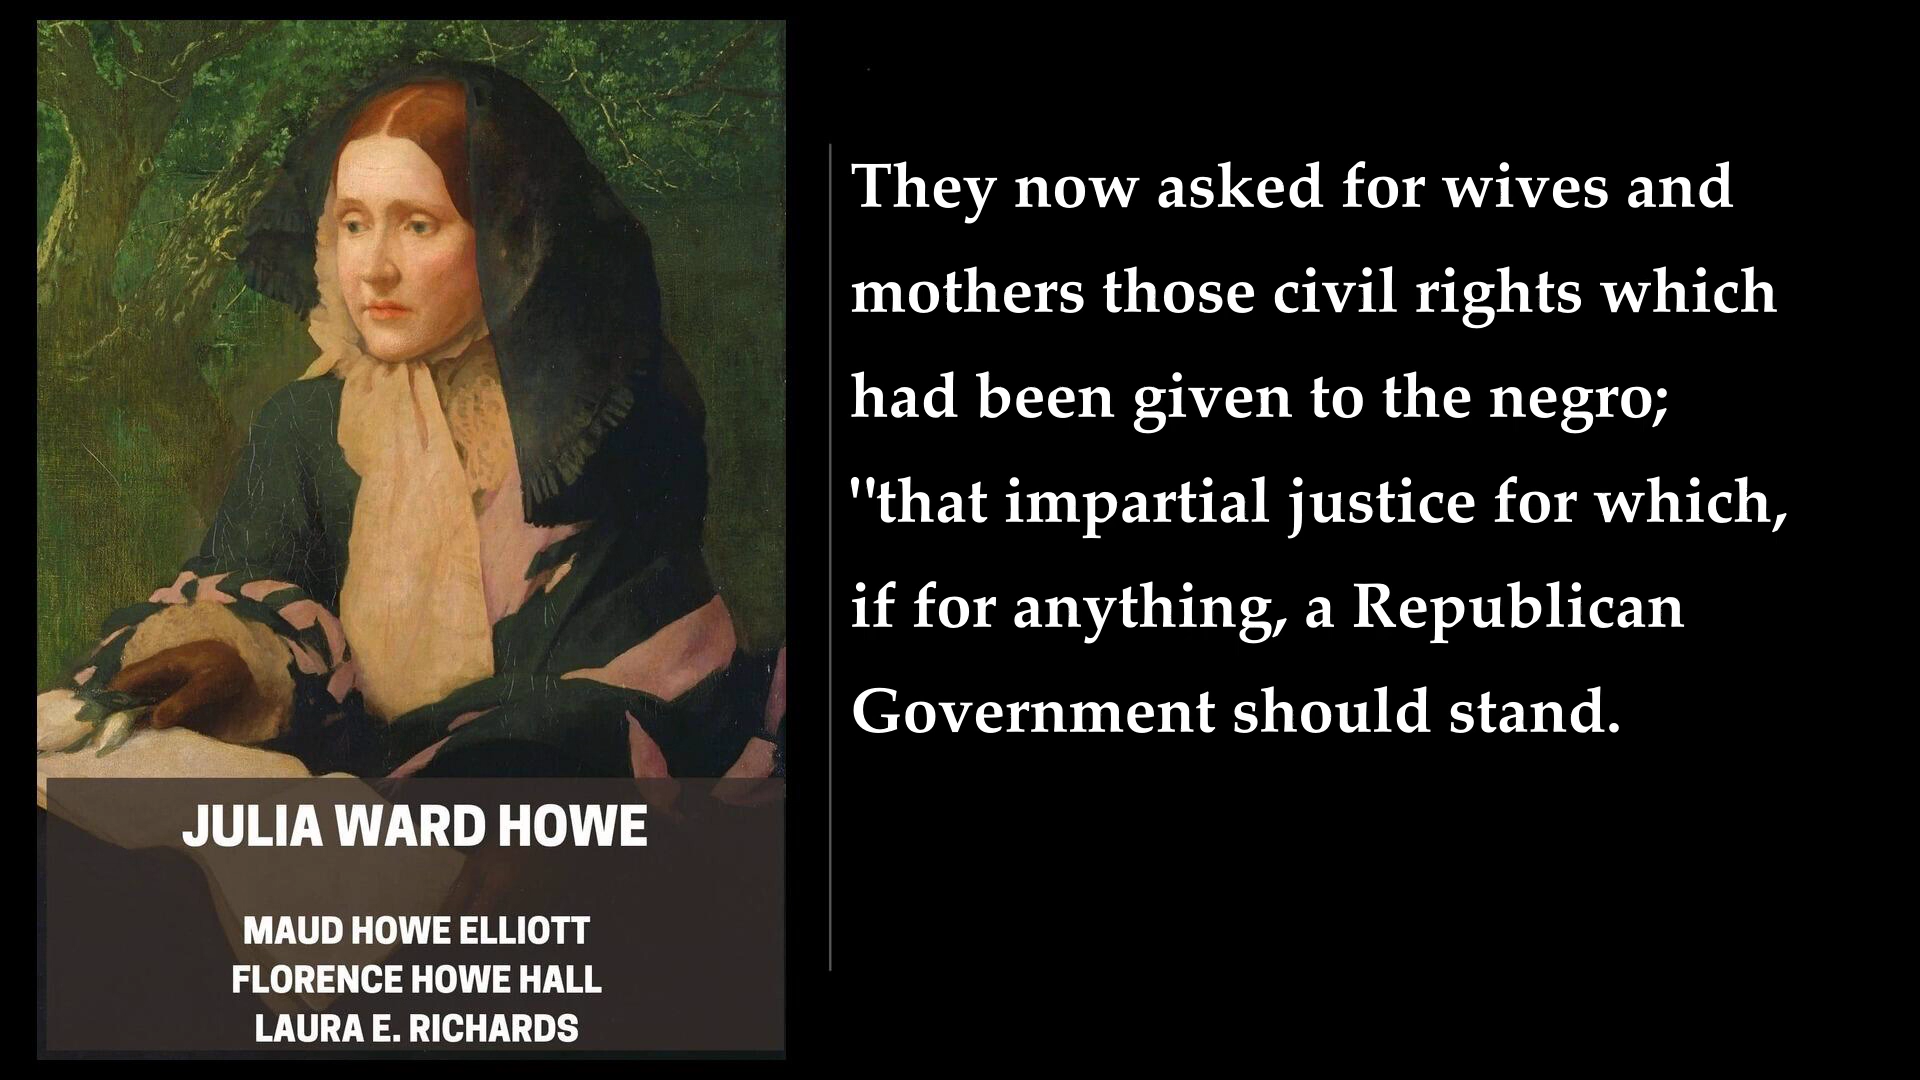 They now asked for wives and
mothers those civil rights which
had been given to the negro;
"that impartial justice for which,
if for anything, a Republican
Government should stand.
JULIA WARD HOWE
MAUD HOWE ELLIOTT
FLORENCE HOWE HALL
LAURA E. RICHARDS